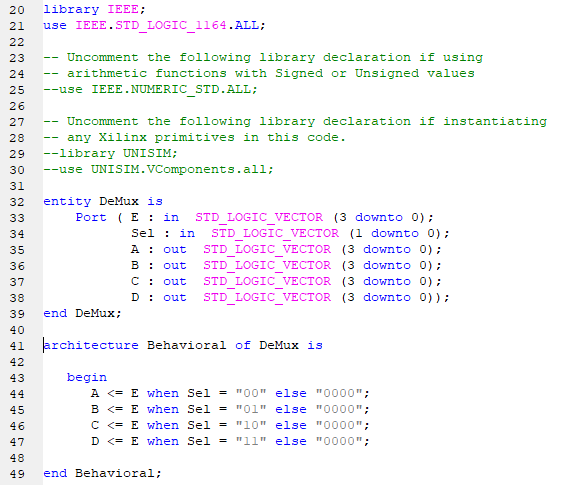 20 library IEEE;
21 use IEEE.STD_LOGIC_1164.ALL;
22
23 -- Uncomment the following library declaration if using
24 -- arithmetic functions with Signed or Unsigned values
25 --use IEEE.NUMERIC_STD.ALL;
26
27 -- Uncomment the following library declaration if instantiating
28 -- any Xilinx primitives in this code.
29 --library UNISIM;
30 --use UNISIM.VComponents.all;
31
32 entity DeMux is
33     Port ( E : in  STD_LOGIC_VECTOR (3 downto 0);
34            Sel : in  STD_LOGIC_VECTOR (1 downto 0);
35            A : out  STD_LOGIC_VECTOR (3 downto 0);
36            B : out  STD_LOGIC_VECTOR (3 downto 0);
37            C : out  STD_LOGIC_VECTOR (3 downto 0);
38            D : out  STD_LOGIC_VECTOR (3 downto 0));
39 end DeMux;
40
41 architecture Behavioral of DeMux is
42
43    begin
44       A <= E when Sel = "00" else "0000";
45       B <= E when Sel = "01" else "0000";
46       C <= E when Sel = "10" else "0000";
47       D <= E when Sel = "11" else "0000";
48
49 end Behavioral;